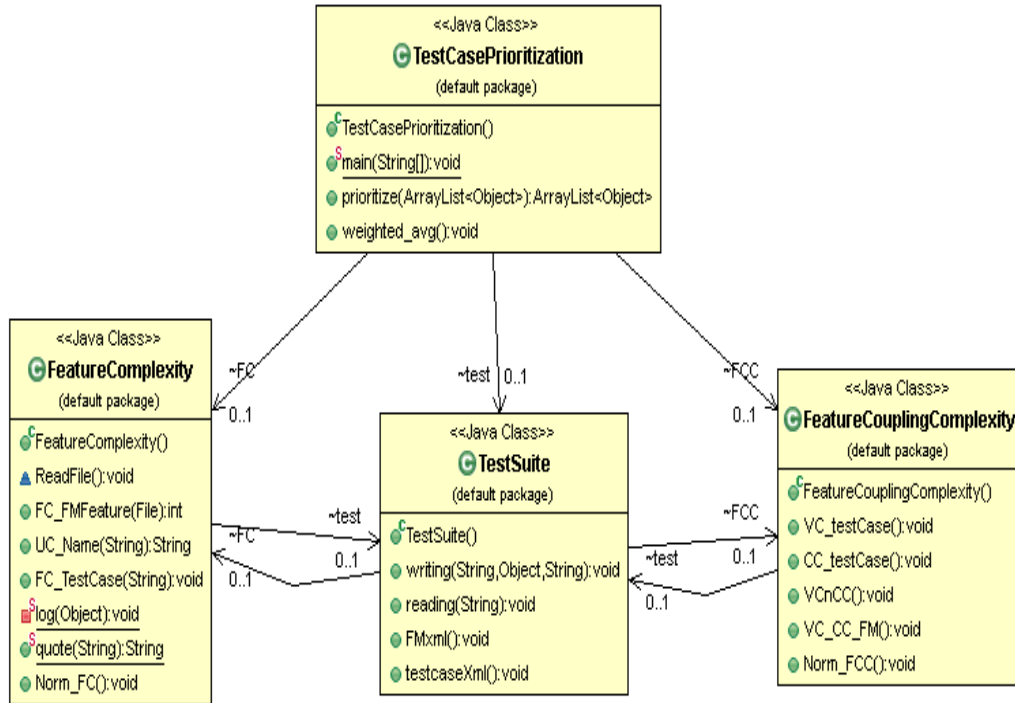 <<Java Class>>
TestCasePrioritization
(default package)
TestCasePrioritization()
main(String[]):void
prioritize(ArrayList<Object>):ArrayList<Object>
weighted_avg():void
~FC
0..1
~test
0..1
~FCC
0..1
<<Java Class>>
FeatureComplexity
(default package)
FeatureComplexity()
ReadFile():void
FC_FMFeature(File):int
UC_Name(String):String
FC_TestCase(String):void
log(Object):void
quote(String):String
Norm_FC():void
~test
0..1
~FC
0..1
<<Java Class>>
TestSuite
(default package)
TestSuite()
writing(String,Object,String):void
reading(String):void
FMxml():void
testcaseXml():void
~FCC
0..1
~test
0..1
<<Java Class>>
FeatureCouplingComplexity
(default package)
FeatureCouplingComplexity()
VC_testCase():void
CC_testCase():void
VCnCC():void
VC_CC_FM():void
Norm_FCC():void